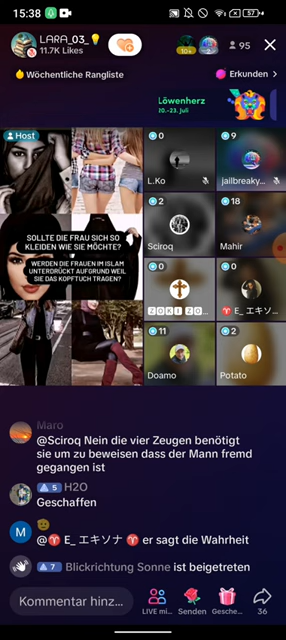 15:38
57
LARA_03_💡
11.7K Likes
10+
95
Wöchentliche Rangliste
Erkunden
Löwenherz
20.-23. Juli
Host
SOLLTE DIE FRAU SICH SO
KLEIDEN WIE SIE MÖCHTE?
WERDEN DIE FRAUEN IM ISLAM
UNTERDRÜCKT AUFGRUND WEIL
SIE DAS KOPFTUCH TRAGEN?
0
L.Ko
9
jailbreaky...
2
Sciroq
18
Mahir
0
ZOKI ZO...
0
♈ E_ エキソナ...
11
Doamo
2
Potato
Maro
@Sciroq Nein die vier Zeugen benötigt
sie um zu beweisen dass der Mann fremd
gegangen ist
5 H2O
Geschaffen
M
@♈ E_ エキソナ ♈ er sagt die Wahrheit
7 Blickrichtung Sonne ist beigetreten
Kommentar hinz...
LIVE mi...
Senden
Gesche...
36